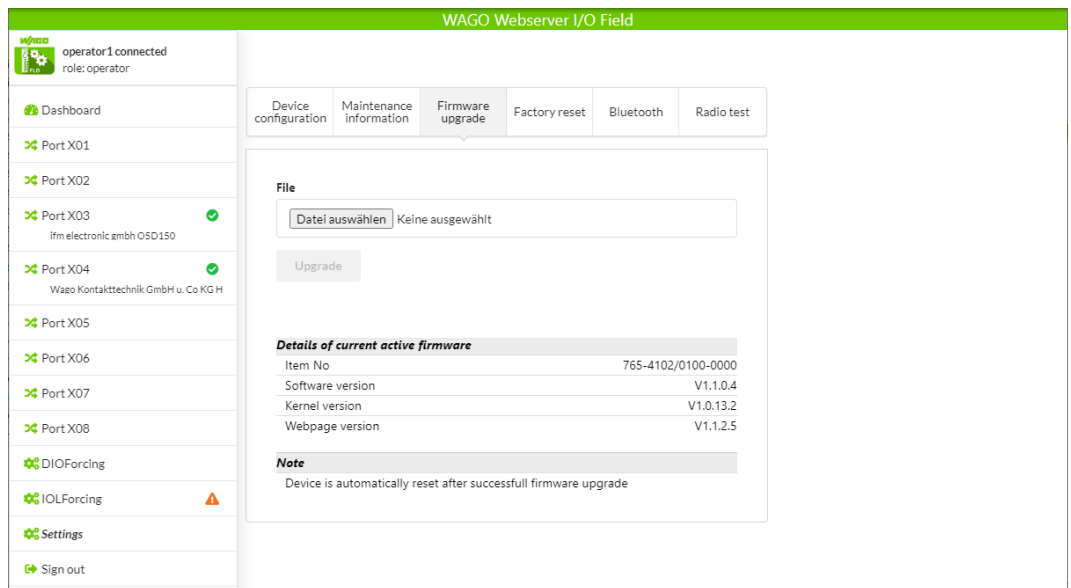 WAGO Webserver I/O Field
WAGO
FLD
operator1 connected
role: operator
Dashboard
Port X01
Port X02
Port X03
ifm electronic gmbh O5D150
Port X04
Wago Kontakttechnik GmbH u. Co KG H
Port X05
Port X06
Port X07
Port X08
DIOForcing
IOLForcing
Settings
Sign out
Device configuration
Maintenance information
Firmware upgrade
Factory reset
Bluetooth
Radio test
File
Datei auswählen Keine ausgewählt
Upgrade
Details of current active firmware
Item No 765-4102/0100-0000
Software version V1.1.0.4
Kernel version V1.0.13.2
Webpage version V1.1.2.5
Note
Device is automatically reset after successfull firmware upgrade